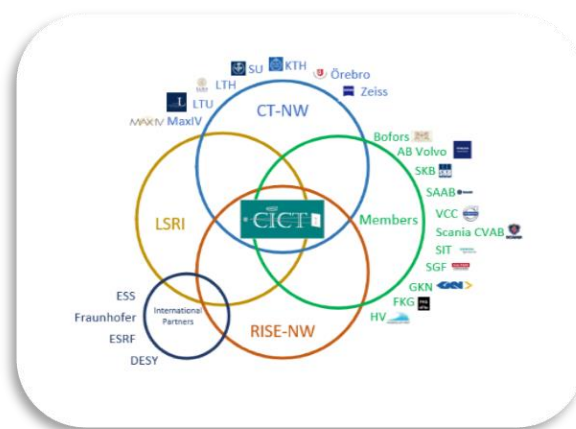 SU
KTH
LTH
Örebro
LTU
Zeiss
MAXIV MaxIV
CT-NW
Bofors
AB Volvo
SKB
SAAB
LSRI
CICT
Members
VCC
Scania CVAB
SIT
SGF
GKN
FKG
HV
ESS
International
Partners
Fraunhofer
RISE-NW
ESRF
DESY